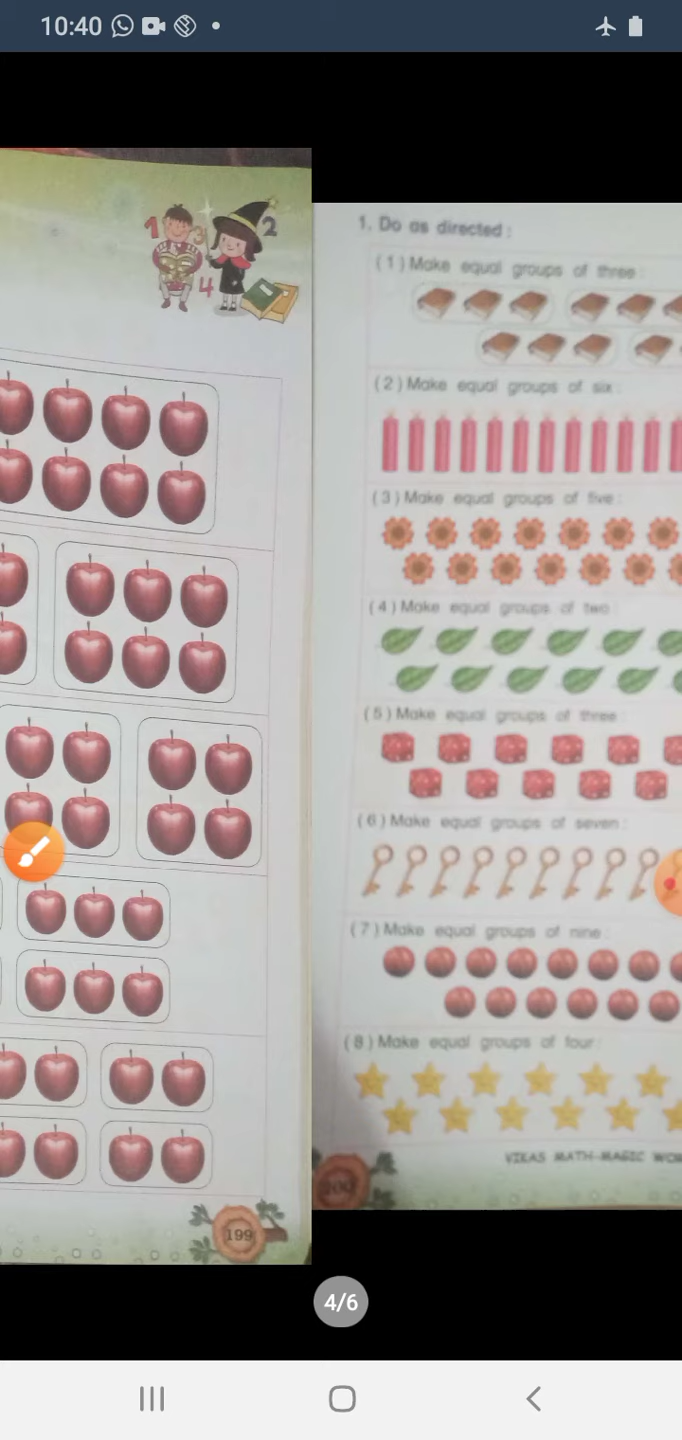 10:40
1 3 2
4
199
1. Do as directed :
(1) Make equal groups of three :
(2) Make equal groups of six :
(3) Make equal groups of five :
(4) Make equal groups of two :
(5) Make equal groups of three :
(6) Make equal groups of seven :
(7) Make equal groups of nine :
(8) Make equal groups of four :
VIKAS MATH-MAGIC
200
4/6